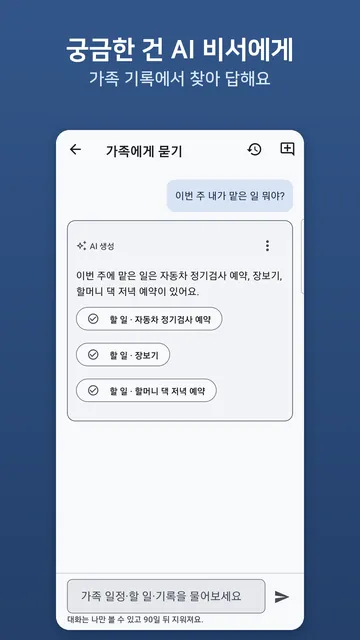 궁금한 건 AI 비서에게
가족 기록에서 찾아 답해요
가족에게 묻기
이번 주 내가 맡은 일 뭐야?
AI 생성
이번 주에 맡은 일은 자동차 정기검사 예약, 장보기,
할머니 댁 저녁 예약이 있어요.
할 일 · 자동차 정기검사 예약
할 일 · 장보기
할 일 · 할머니 댁 저녁 예약
가족 일정·할 일·기록을 물어보세요
대화는 나만 볼 수 있고 90일 뒤 지워져요.